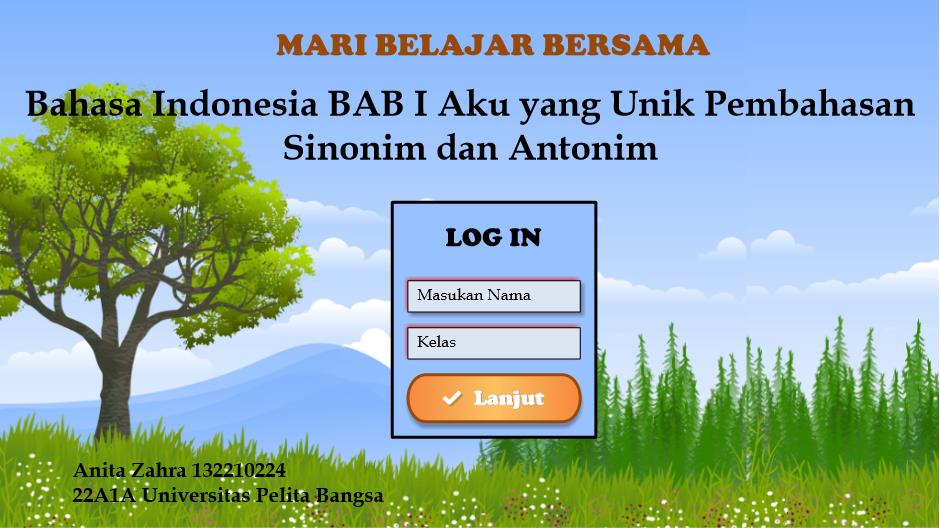 MARI BELAJAR BERSAMA
Bahasa Indonesia BAB I Aku yang Unik Pembahasan
Sinonim dan Antonim
LOG IN
Masukan Nama
Kelas
Lanjut
Anita Zahra 132210224
22A1A Universitas Pelita Bangsa